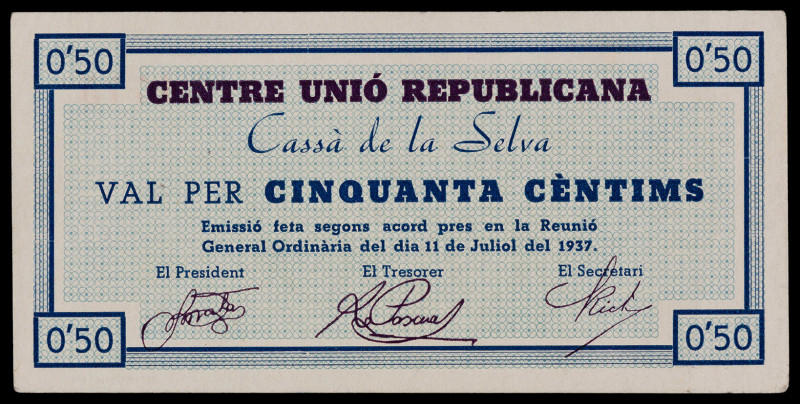 0'50 0'50
CENTRE UNIÓ REPUBLICANA
Cassà de la Selva
VAL PER CINQUANTA CÈNTIMS
Emissió feta segons acord pres en la Reunió
General Ordinària del dia 11 de Juliol del 1937.
El President El Tresorer El Secretari
0'50 0'50